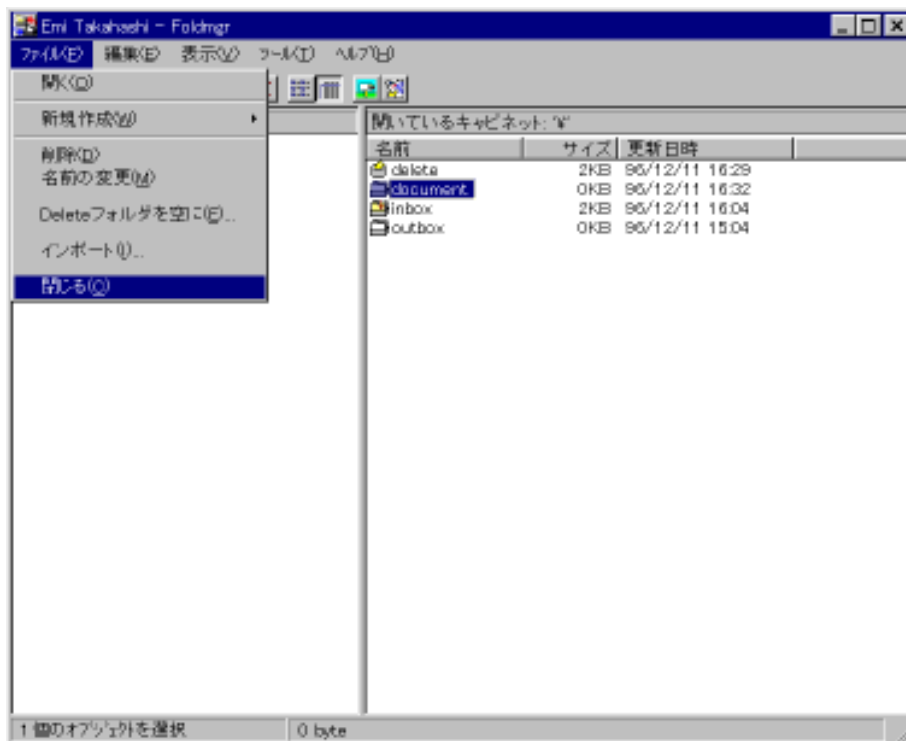 Emi Takahashi - Foldmgr
ファイル(F) 編集(E) 表示(V) ツール(T) ヘルプ(H)
開く(O)
新規作成(W)
削除(D)
名前の変更(M)
Deleteフォルダを空に(E)...
インポート(I)...
閉じる(C)
開いているキャビネット: '¥'
名前 サイズ 更新日時
delete 2KB 96/12/11 16:29
document 0KB 96/12/11 16:32
inbox 2KB 96/12/11 16:04
outbox 0KB 96/12/11 15:04
1 個のオブジェクトを選択 0 byte